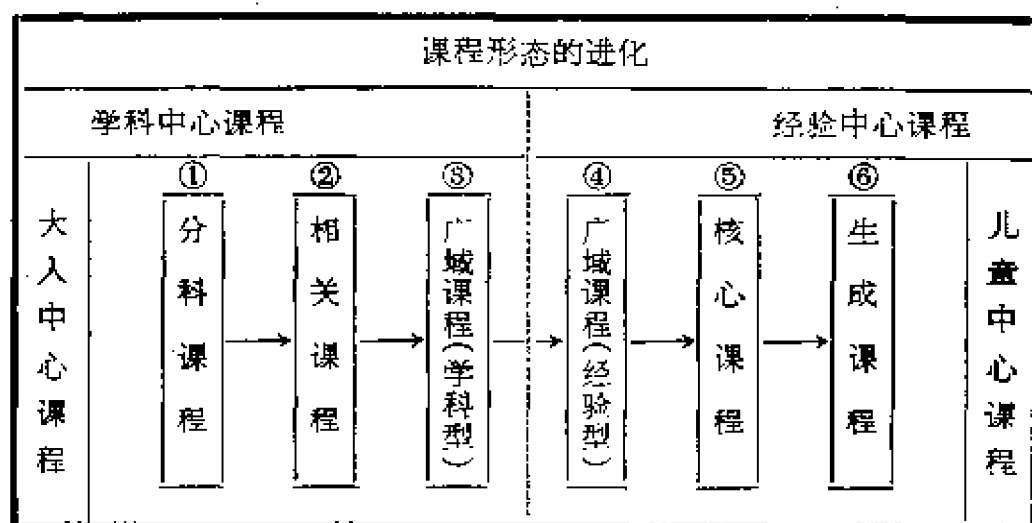 课程形态的进化
学科中心课程
经验中心课程
大人中心课程
①
分科课程
②
相关课程
③
广域课程(学科型)
④
广域课程(经验型)
⑤
核心课程
⑥
生成课程
儿童中心课程